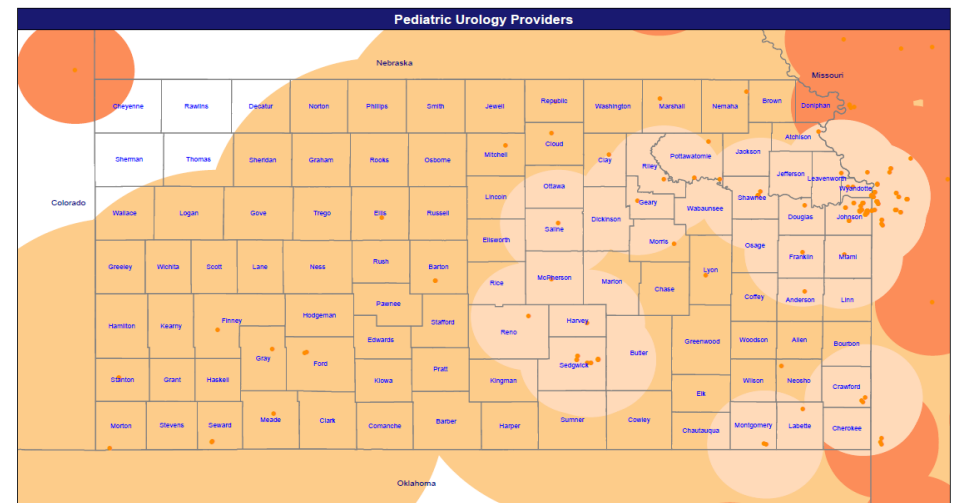 Pediatric Urology Providers
Nebraska
Missouri
Cheyenne Rawlins Decatur Norton Phillips Smith Jewell Republic Washington Marshall Nemaha Brown Doniphan
Atchison
Sherman Thomas Sheridan Graham Rooks Osborne Mitchell Cloud Clay Riley Pottawatomie Jackson
Jefferson Leavenworth
Ottawa Wyandotte
Colorado
Lincoln Geary Shawnee
Wallace Logan Gove Trego Ellis Russell Saline Dickinson Wabaunsee Douglas Johnson
Ellsworth Morris Osage
Greeley Wichita Scott Lane Ness Rush Barton Lyon Franklin Miami
Rice McPherson Marion Chase
Pawnee Coffey Anderson Linn
Hamilton Kearny Finney Hodgeman Stafford Reno Harvey
Edwards Greenwood Woodson Allen Bourbon
Gray Ford Sedgwick Butler
Stanton Grant Haskell Kiowa Pratt Kingman Wilson Neosho Crawford
Elk
Morton Stevens Seward Meade Clark Comanche Barber Harper Sumner Cowley Chautauqua Montgomery Labette Cherokee
Oklahoma